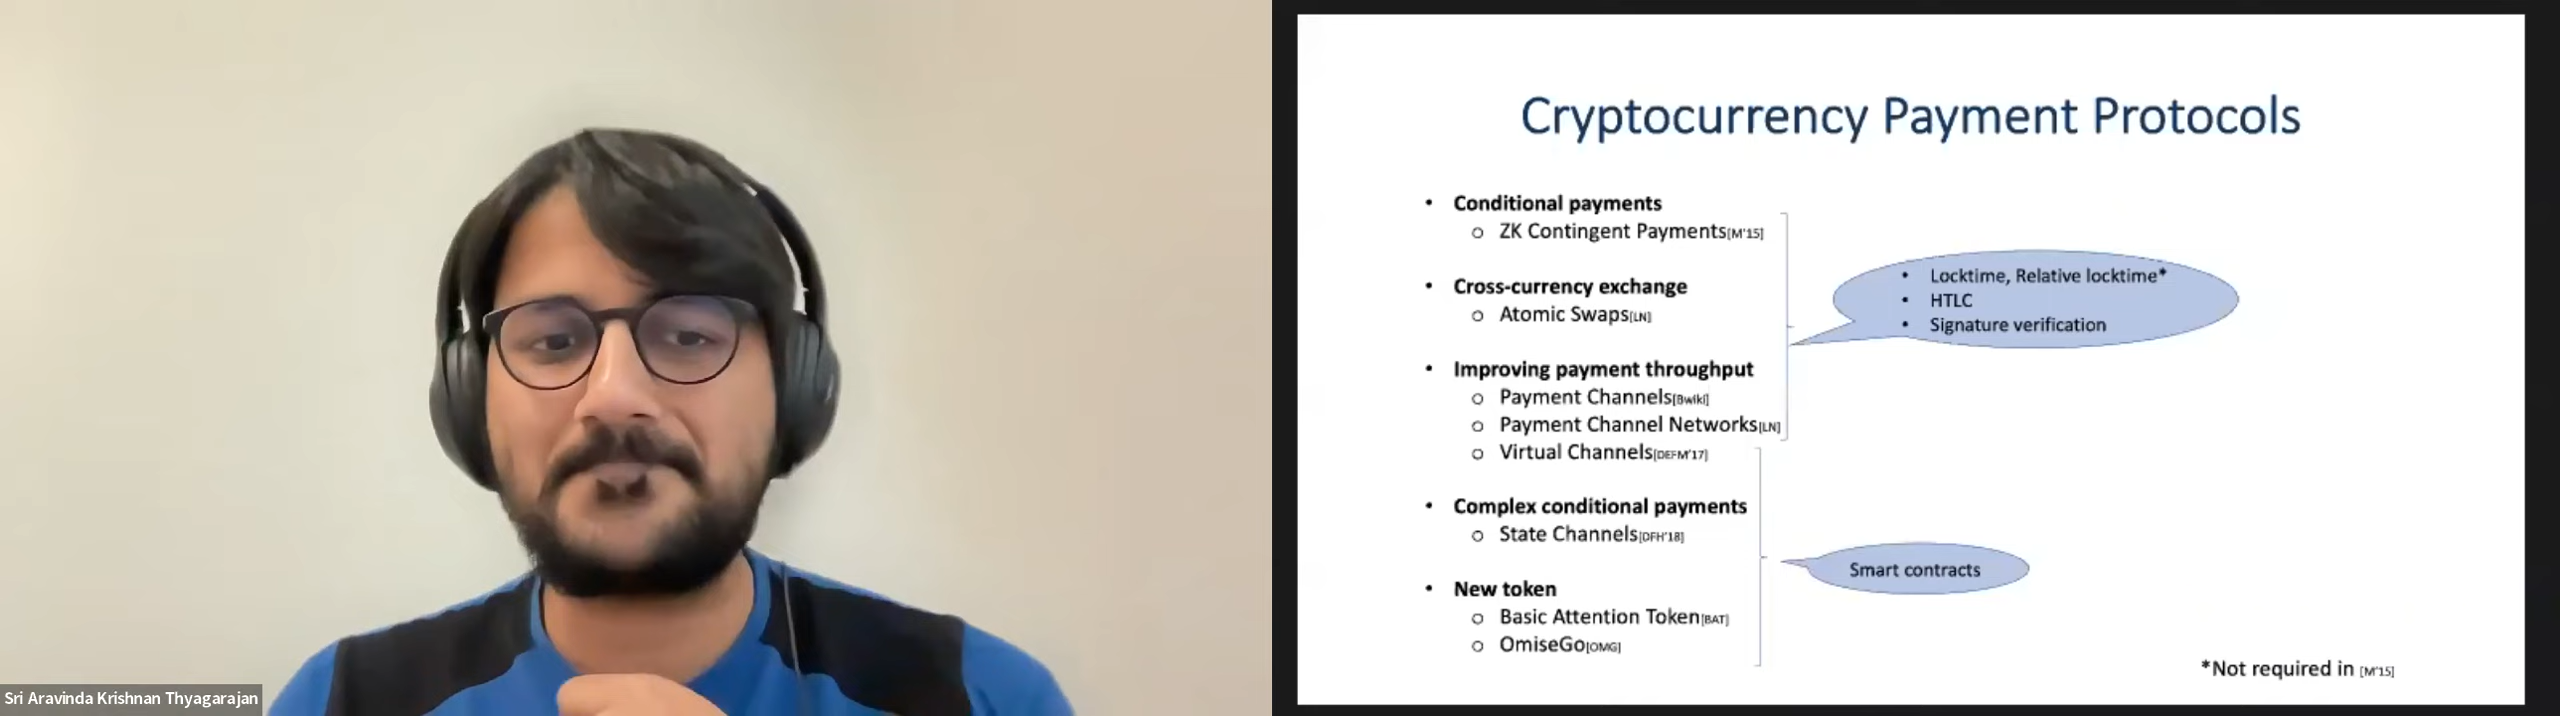 Sri Aravinda Krishnan Thyagarajan
Cryptocurrency Payment Protocols
• Conditional payments
o ZK Contingent Payments[M'15]
• Cross-currency exchange
o Atomic Swaps[LN]
• Improving payment throughput
o Payment Channels[Bwiki]
o Payment Channel Networks[LN]
o Virtual Channels[DEFM'17]
• Complex conditional payments
o State Channels[DFH'18]
• New token
o Basic Attention Token[BAT]
o OmiseGo[OMG]
• Locktime, Relative locktime*
• HTLC
• Signature verification
Smart contracts
*Not required in [M'15]